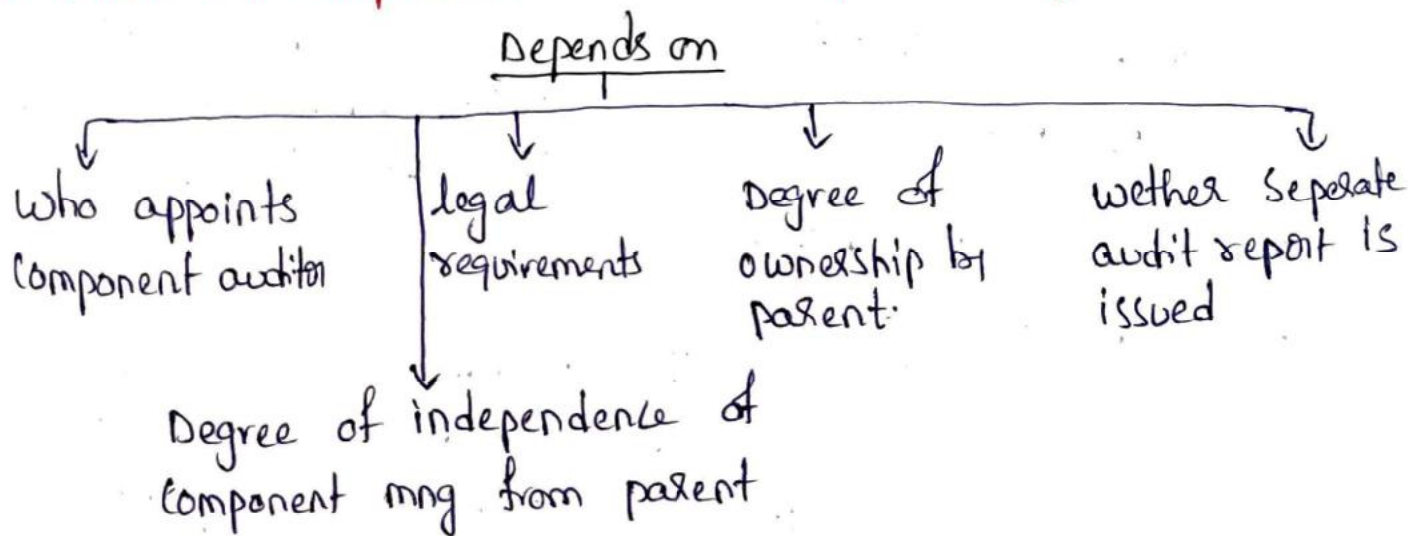 Depends on
who appoints
component auditor
legal
requirements
Degree of
ownership by
parent.
wether seperate
audit report is
issued
Degree of independence of
component mng from parent